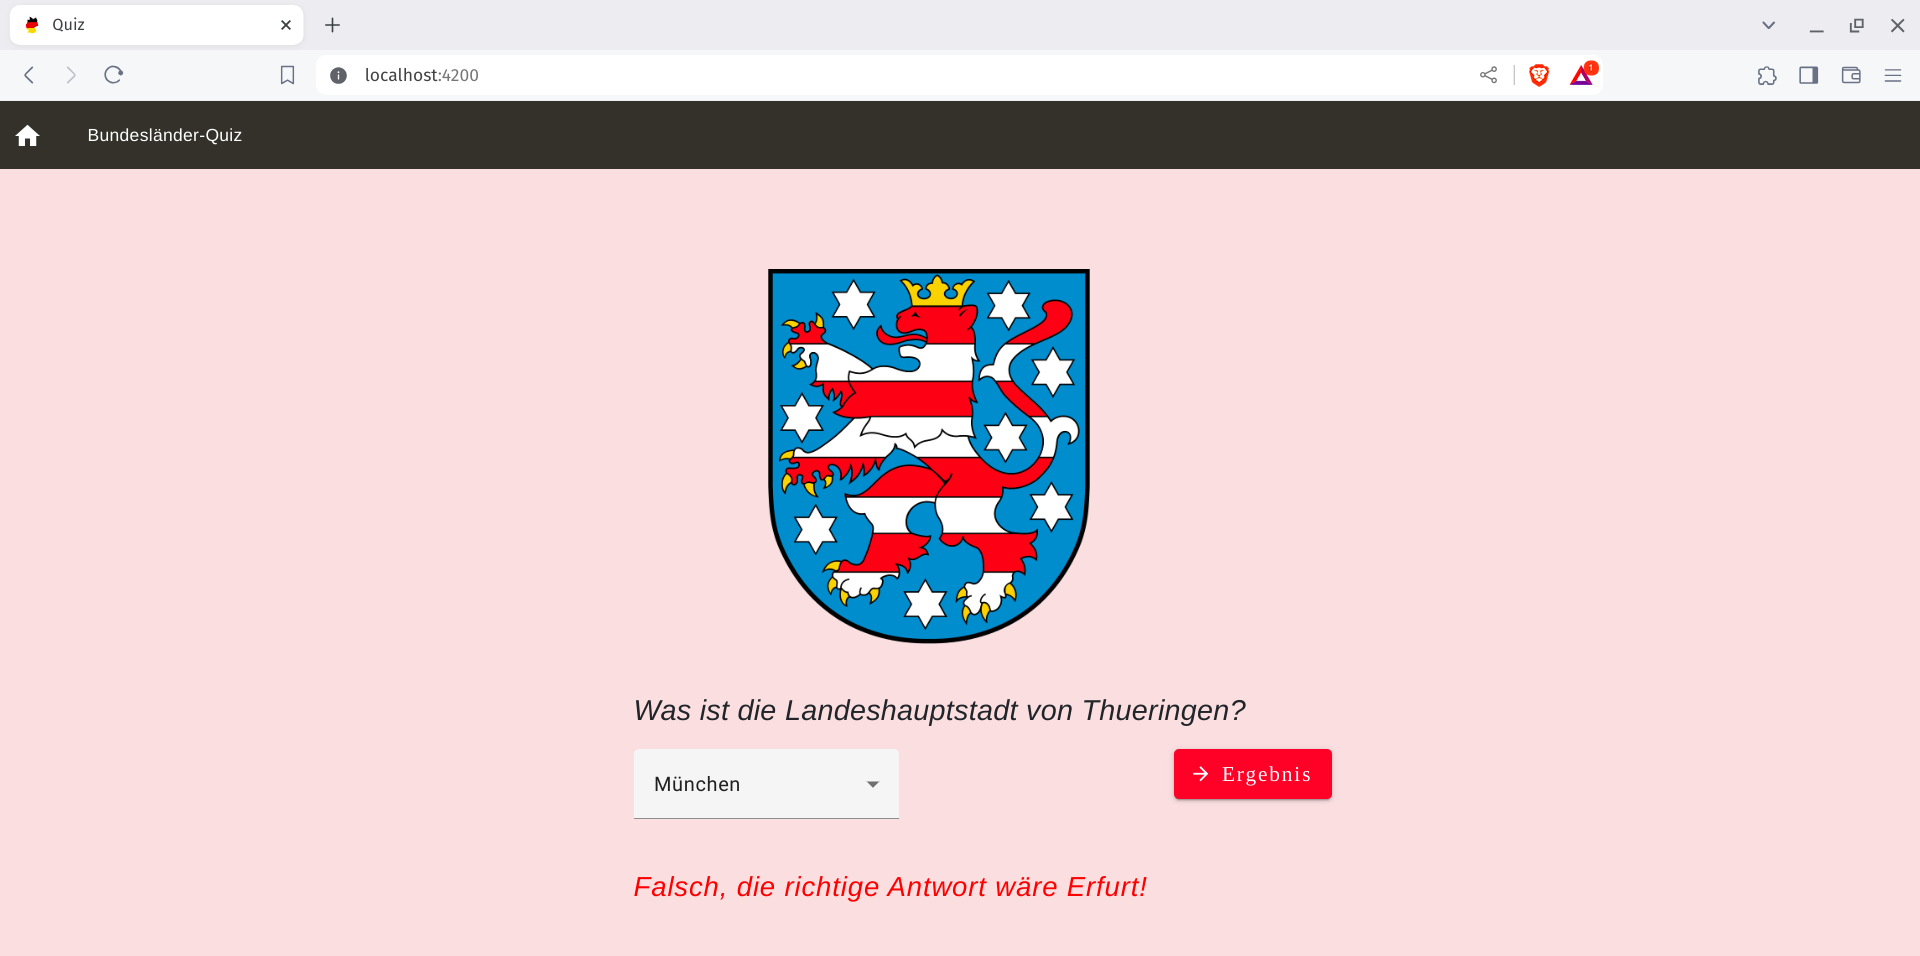 Quiz
localhost:4200
1
Bundesländer-Quiz
Was ist die Landeshauptstadt von Thueringen?
München
Ergebnis
Falsch, die richtige Antwort wäre Erfurt!